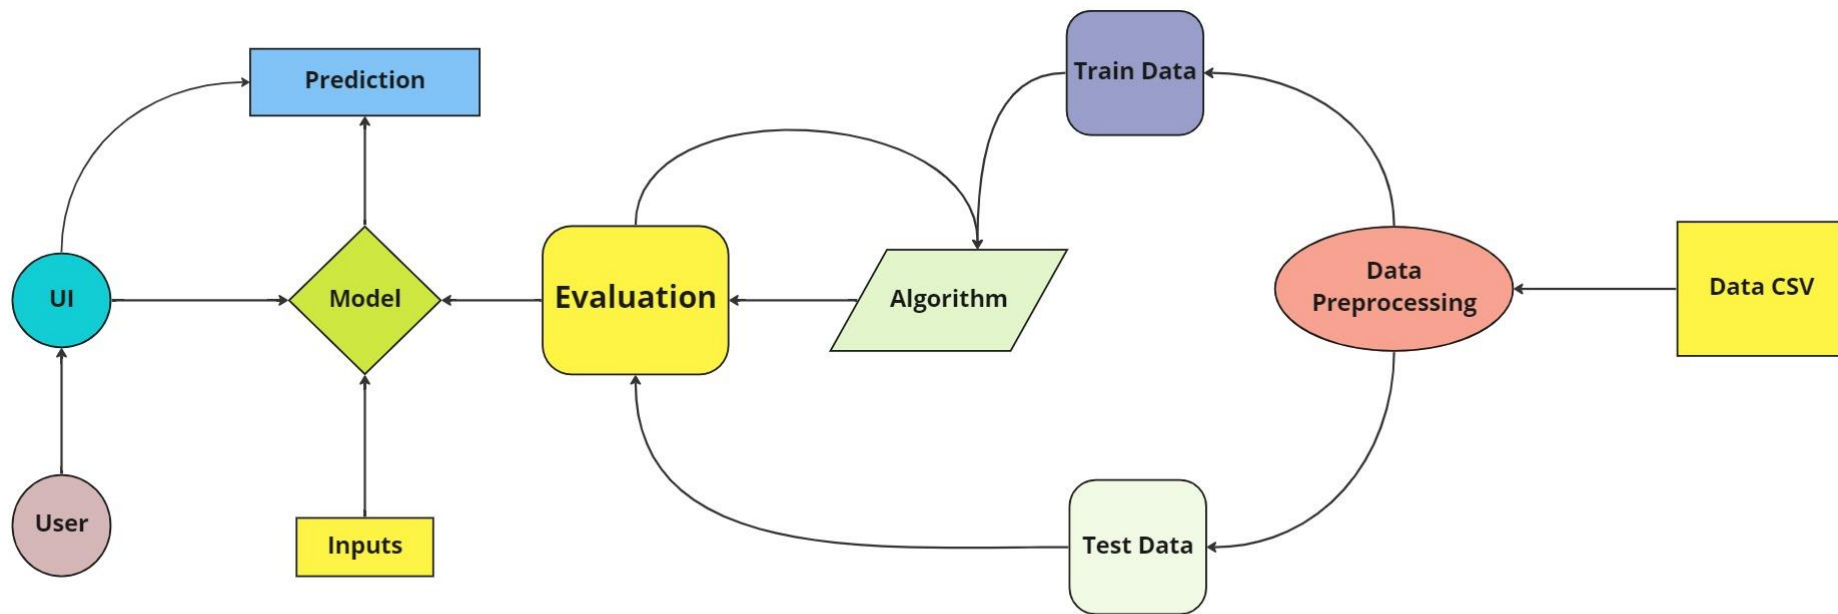 Train Data
Prediction
UI
Model
Evaluation
Algorithm
Data
Preprocessing
Data CSV
User
Inputs
Test Data